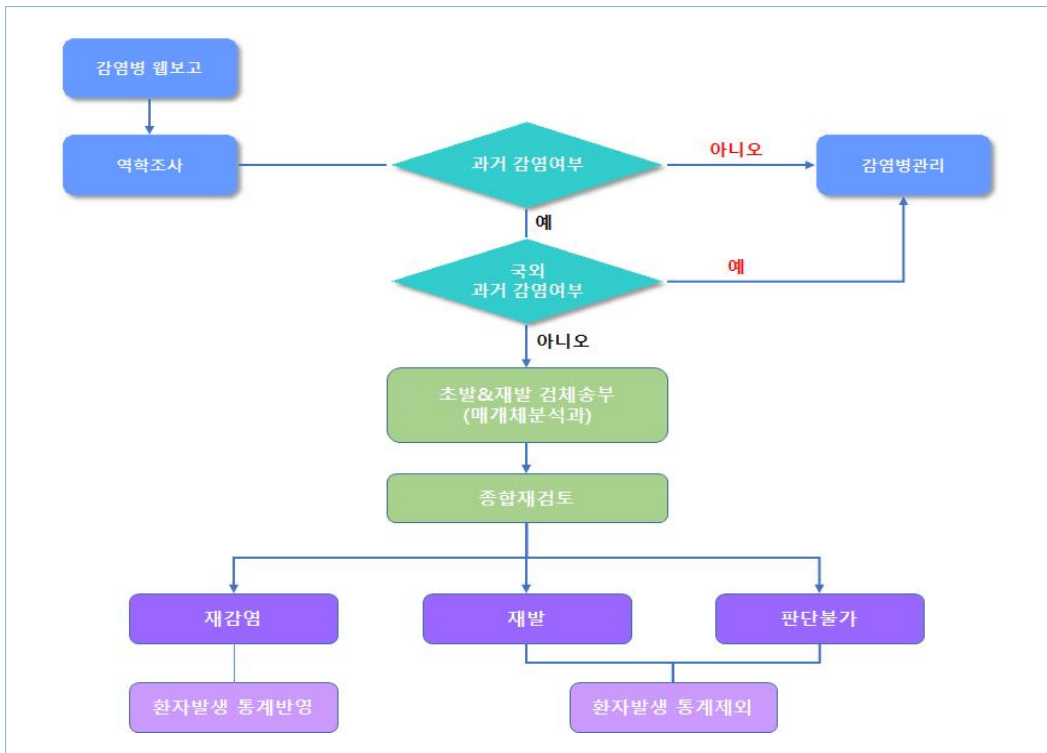 감염병 웹보고
역학조사
과거 감염여부
아니오
감염병관리
예
국외
과거 감염여부
예
아니오
초발&재발 검체송부
(매개체분석과)
종합재검토
재감염
재발
판단불가
환자발생 통계반영
환자발생 통계제외